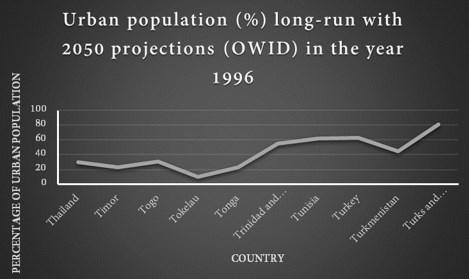 Urban population (%) long-run with
2050 projections (OWID) in the year
1996
PERCENTAGE OF URBAN POPULATION
100
80
60
40
20
0
Thailand
Timor
Togo
Tokelau
Tonga
Trinidad and...
Tunisia
Turkey
Turkmenistan
Turks and...
COUNTRY